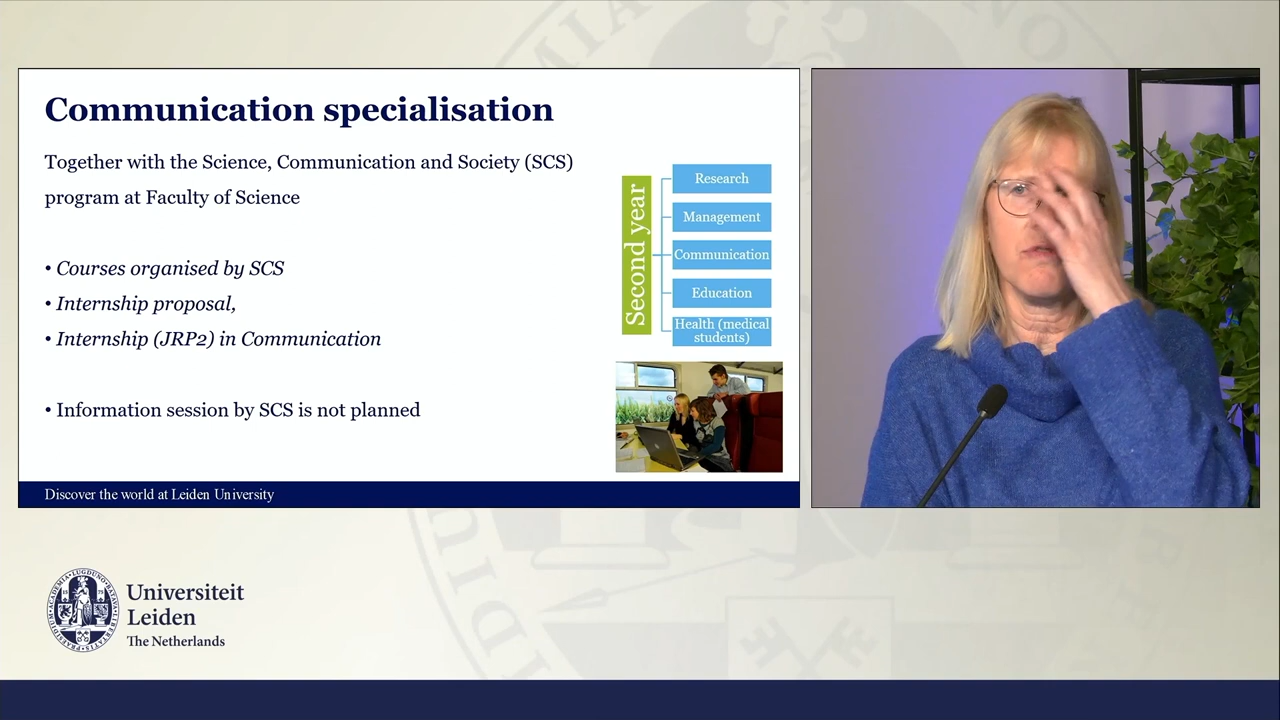 Communication specialisation
Together with the Science, Communication and Society (SCS)
program at Faculty of Science
• Courses organised by SCS
• Internship proposal,
• Internship (JRP2) in Communication
• Information session by SCS is not planned
Second year
Research
Management
Communication
Education
Health (medical
students)
Discover the world at Leiden University
Universiteit
Leiden
The Netherlands